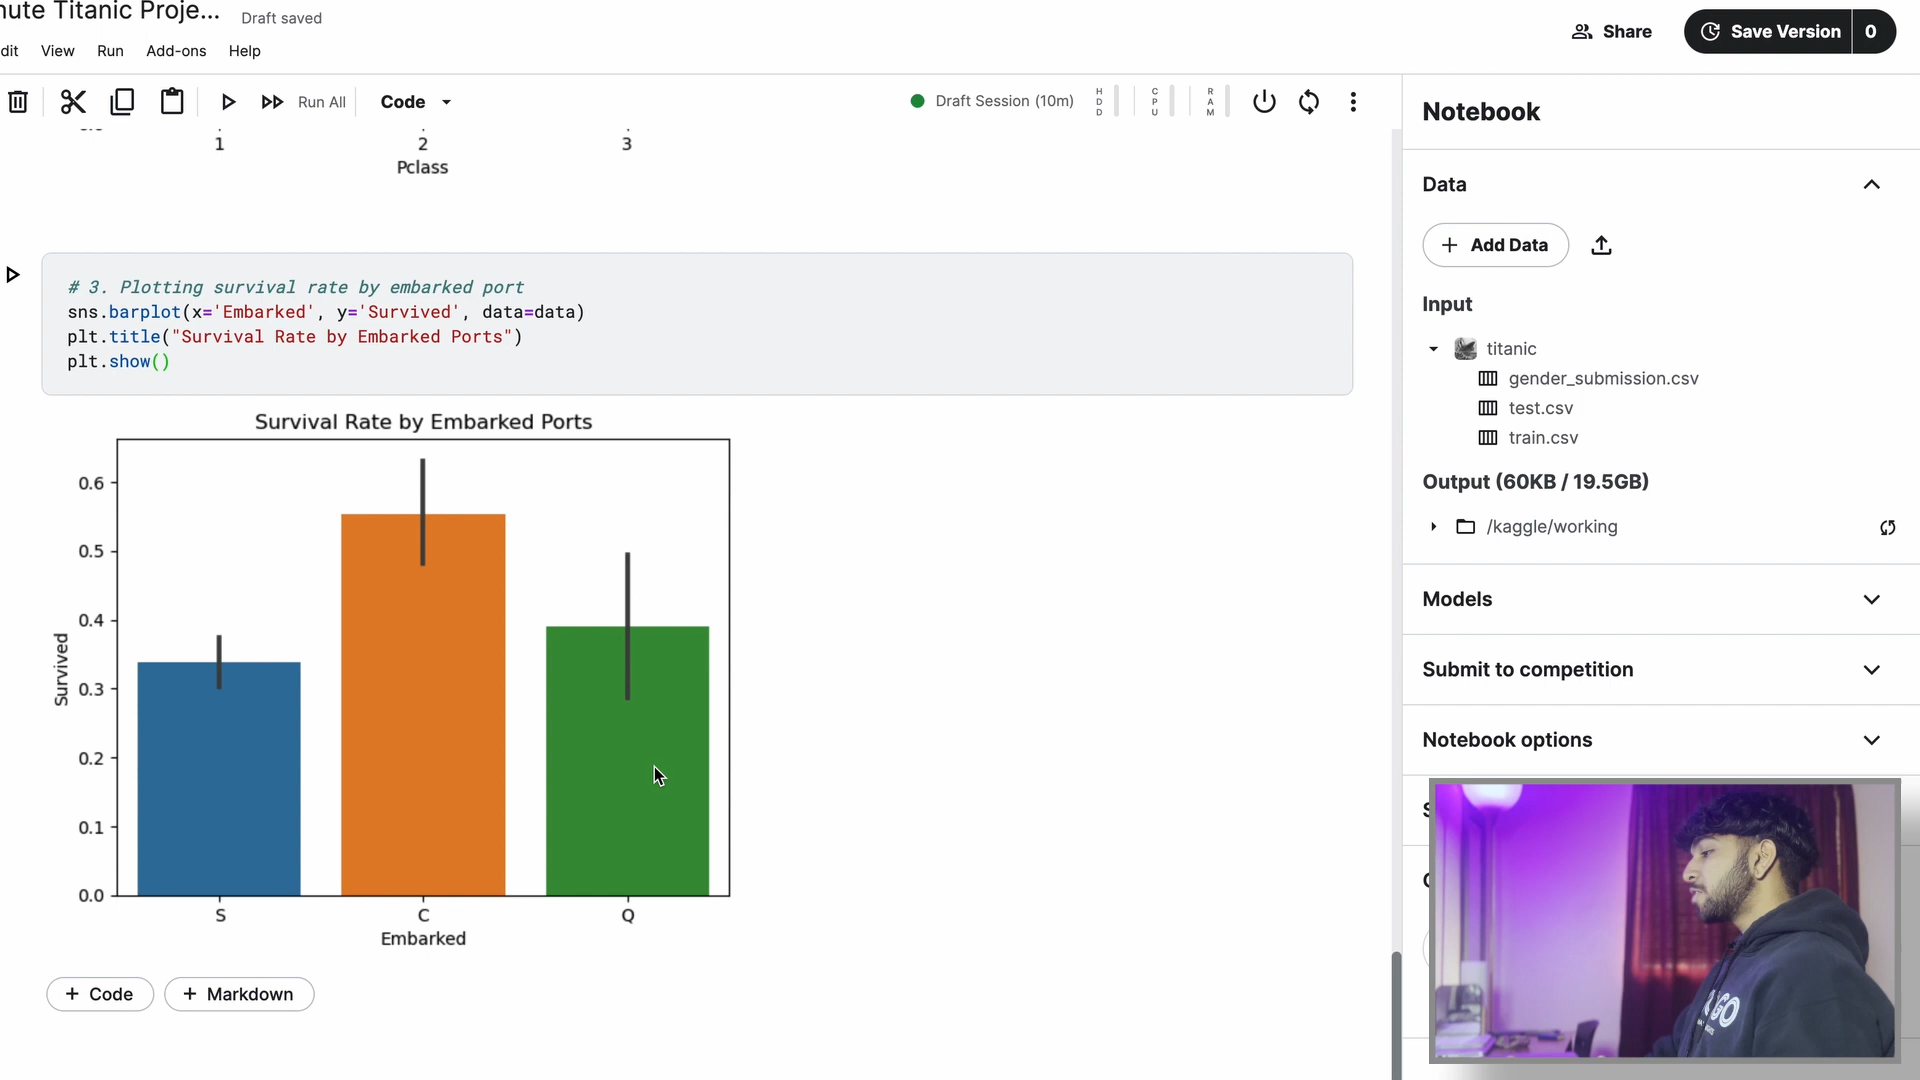 nute Titanic Proje...
Draft saved
Share
Save Version
0
dit
View
Run
Add-ons
Help
Run All
Code
Draft Session (10m)
HDD
CPU
RAM
1
2
3
Pclass
# 3. Plotting survival rate by embarked port
sns.barplot(x='Embarked', y='Survived', data=data)
plt.title("Survival Rate by Embarked Ports")
plt.show()
Survival Rate by Embarked Ports
0.6
0.5
0.4
0.3
0.2
0.1
0.0
Survived
S
C
Q
Embarked
+ Code
+ Markdown
Notebook
Data
+ Add Data
Input
titanic
gender_submission.csv
test.csv
train.csv
Output (60KB / 19.5GB)
/kaggle/working
Models
Submit to competition
Notebook options